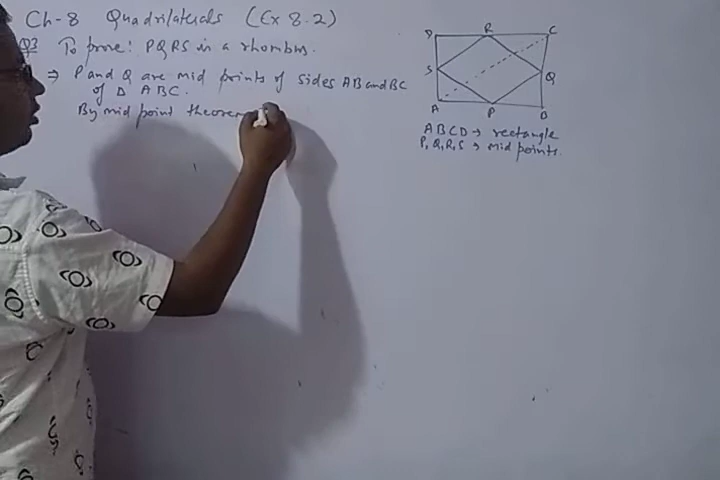 Ch-8 Quadrilaterals (Ex 8.2)
Q3 To prove: PQRS is a rhombus.
⇒ P and Q are mid points of sides AB and BC
of Δ ABC.
By mid point theorem
D R C
S Q
A P B
ABCD → rectangle
P, Q, R, S → mid points.